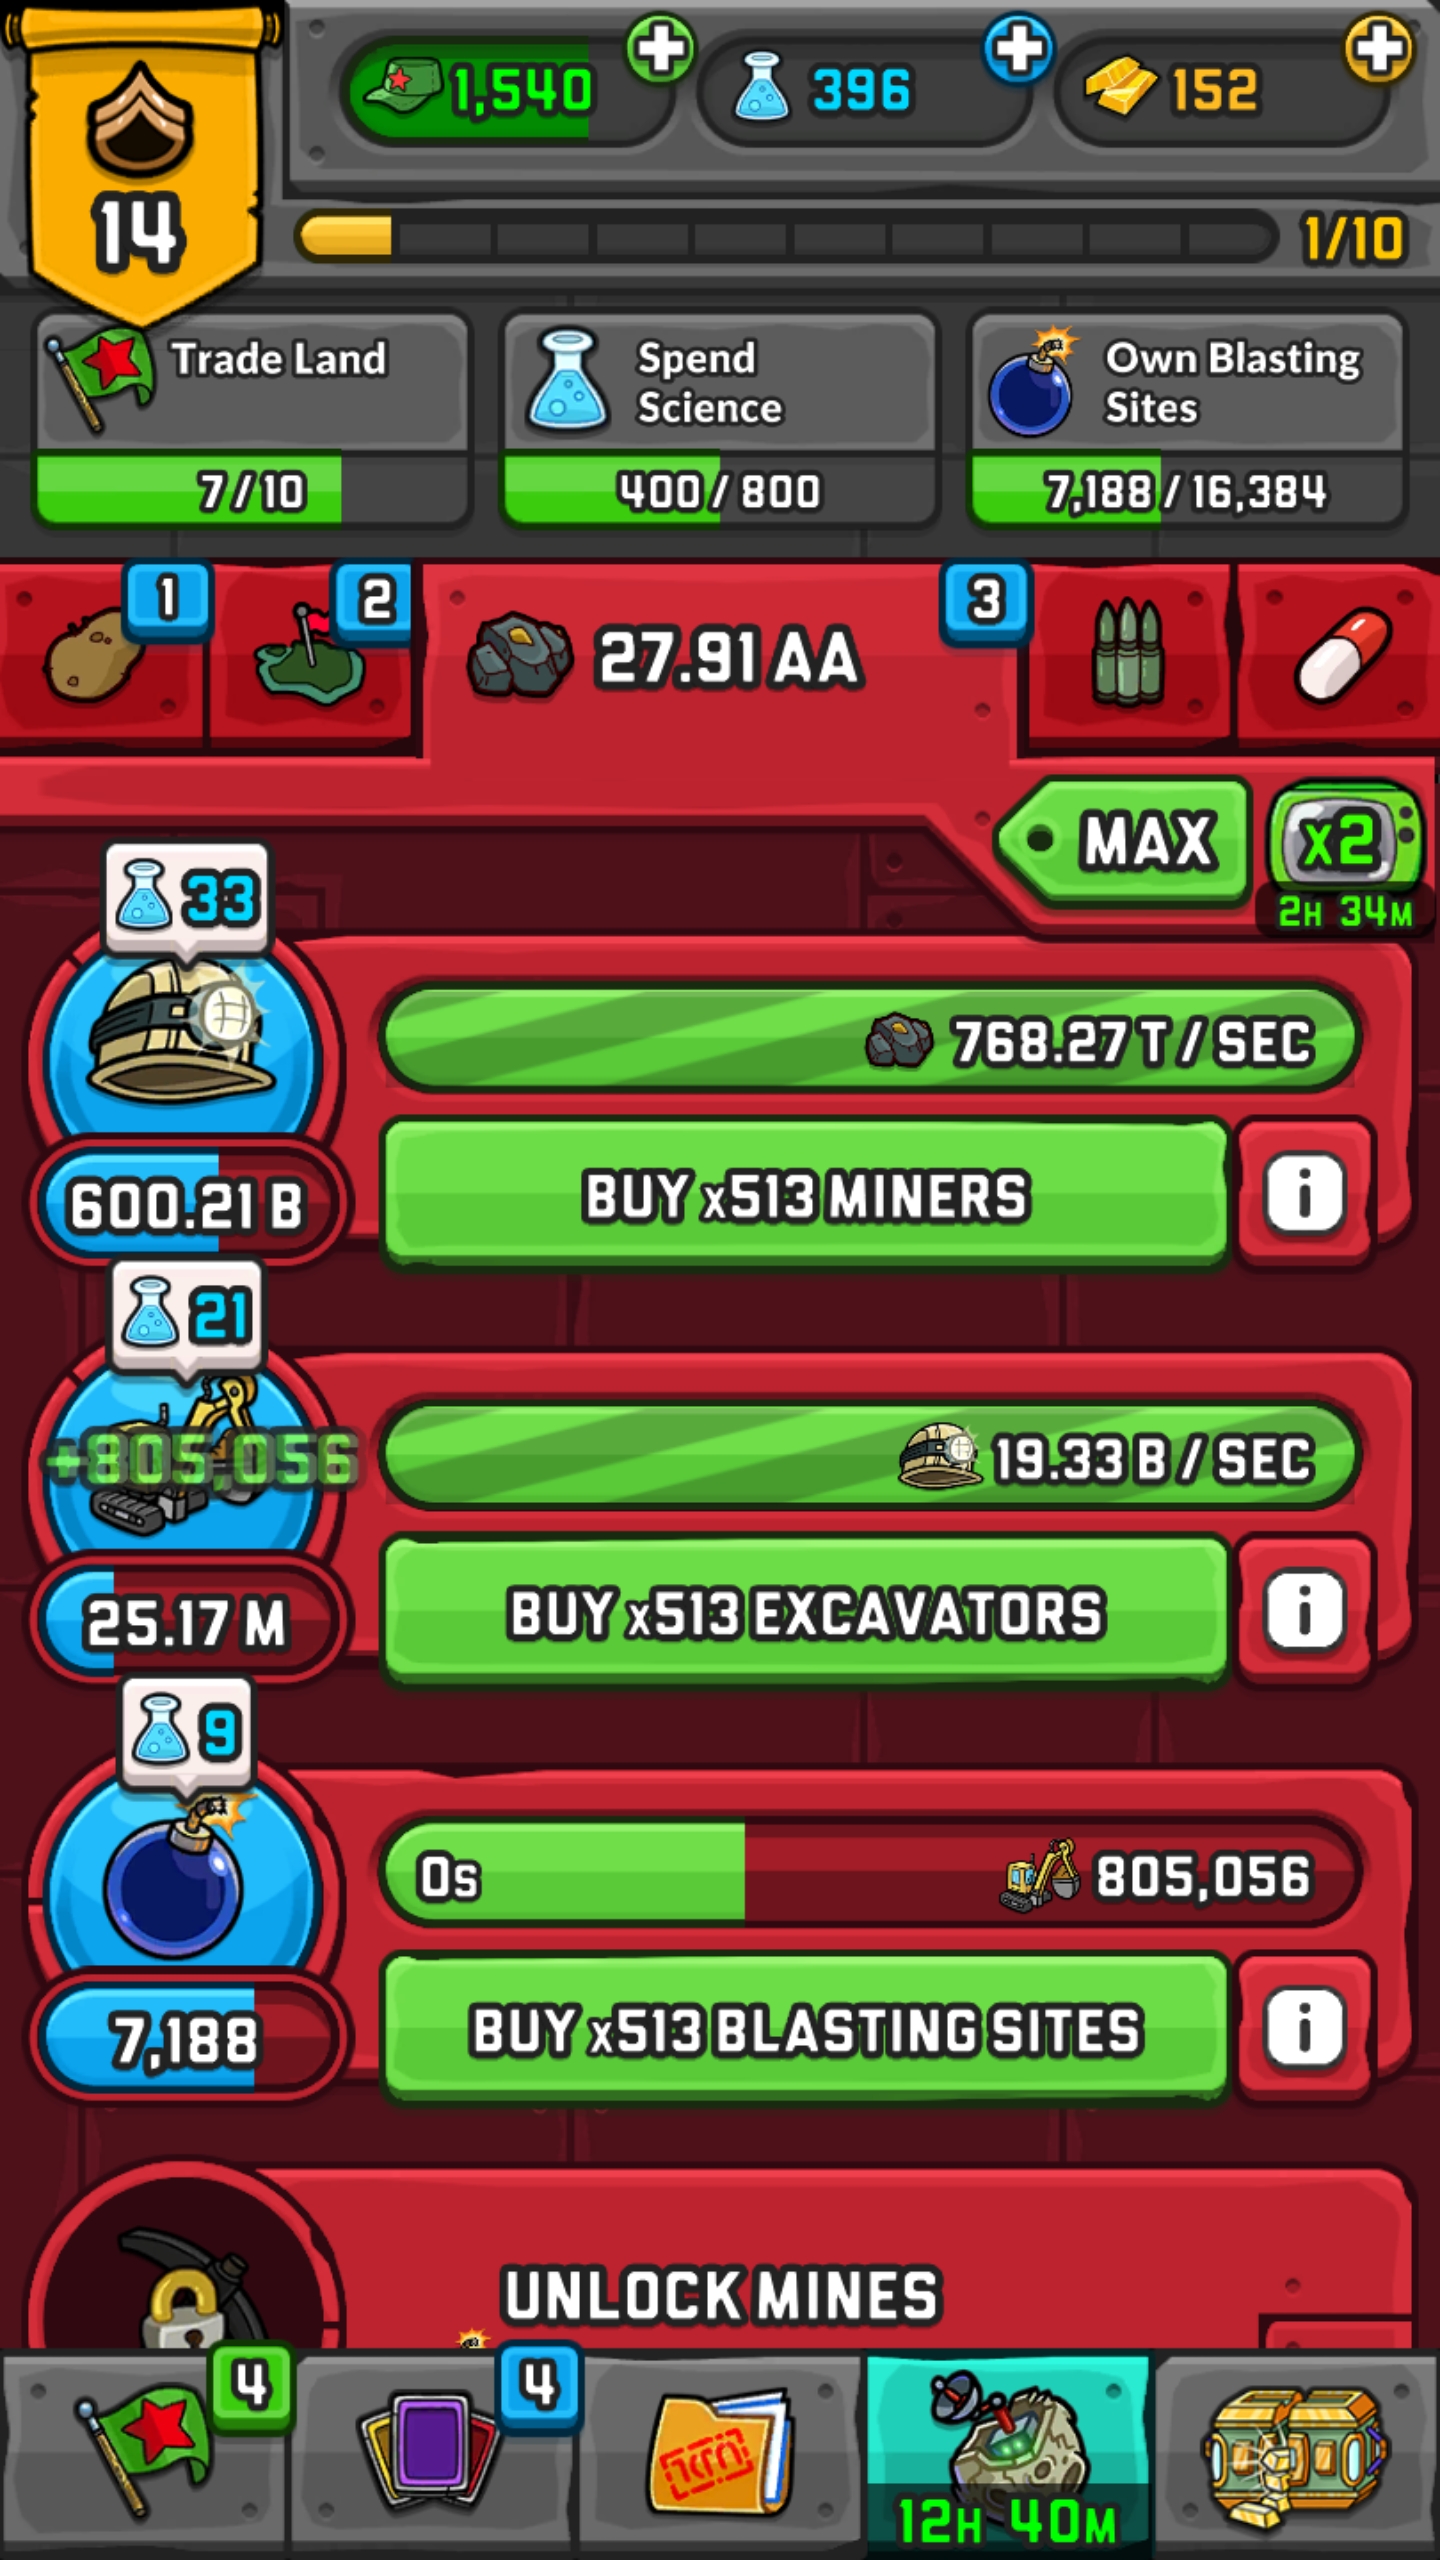 1,540
396
152
14
1/10
Trade Land
7/10
Spend
Science
400/800
Own Blasting
Sites
7,188/16,384
1
2
27.91 AA
3
MAX
x2
2H 34M
33
768.27 T / SEC
600.21 B
BUY x513 MINERS
i
21
+805,056
19.33 B / SEC
25.17 M
BUY x513 EXCAVATORS
i
9
0s
805,056
7,188
BUY x513 BLASTING SITES
i
UNLOCK MINES
4
4
12H 40M